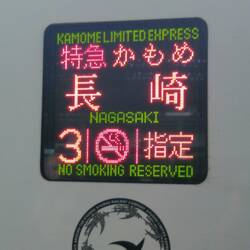 KAMOME LIMITED EXPRESS
特急かもめ
長崎
NAGASAKI
3 指定
NO SMOKING RESERVED